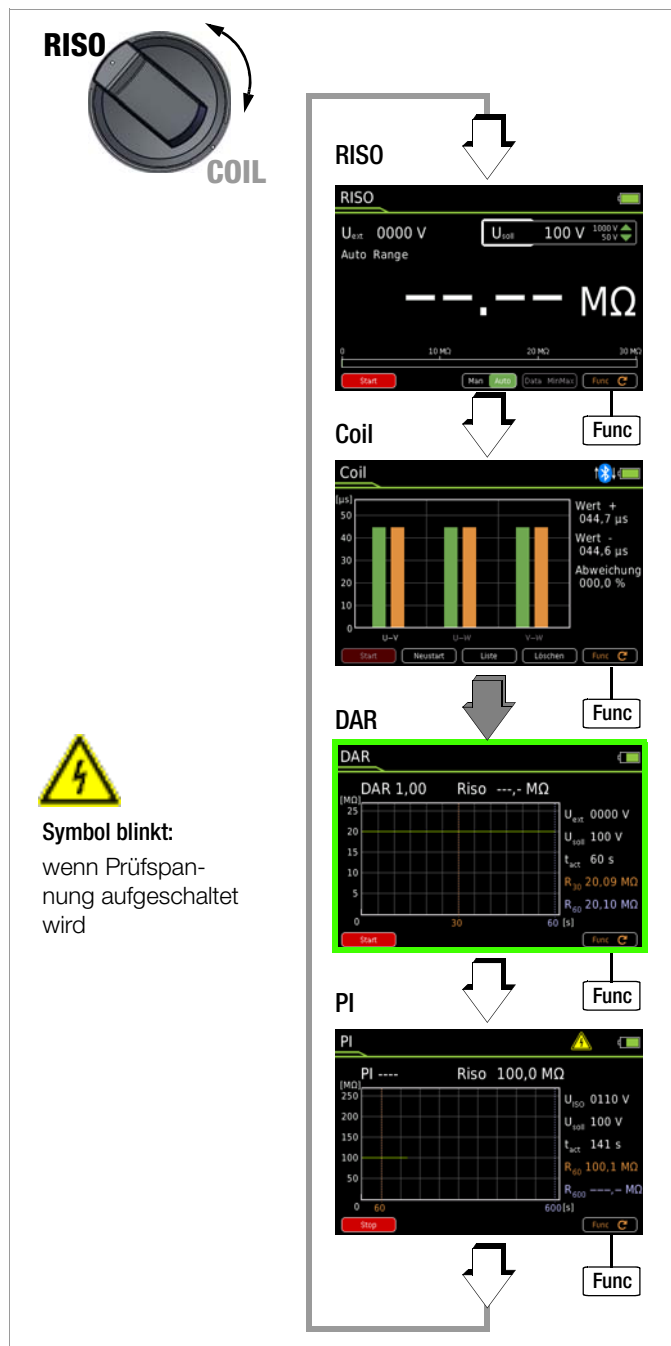 RISO
COIL
RISO
RISO
Uext 0000 V
Usoll 100 V 1000 V
50 V
Auto Range
––.–– MΩ
0 10 MΩ 20 MΩ 30 MΩ
Start Man Auto Data MinMax Func
Func
Coil
Coil
[µs]
50
40
30
20
10
0
U–V U–W V–W
Wert +
044,7 µs
Wert -
044,6 µs
Abweichung
000,0 %
Start Neustart Liste Löschen Func
Func
DAR
DAR
DAR 1,00 Riso ---,- MΩ
[MΩ]
25
20
15
10
5
0 30 60 [s]
Uext 0000 V
Usoll 100 V
tact 60 s
R30 20,09 MΩ
R60 20,10 MΩ
Start Func
Func
Symbol blinkt:
wenn Prüfspan-
nung aufgeschaltet
wird
PI
PI
PI ---- Riso 100,0 MΩ
[MΩ]
250
200
150
100
50
0 60 600 [s]
UISO 0110 V
Usoll 100 V
tact 141 s
R60 100,1 MΩ
R600 –––,– MΩ
Stop Func
Func